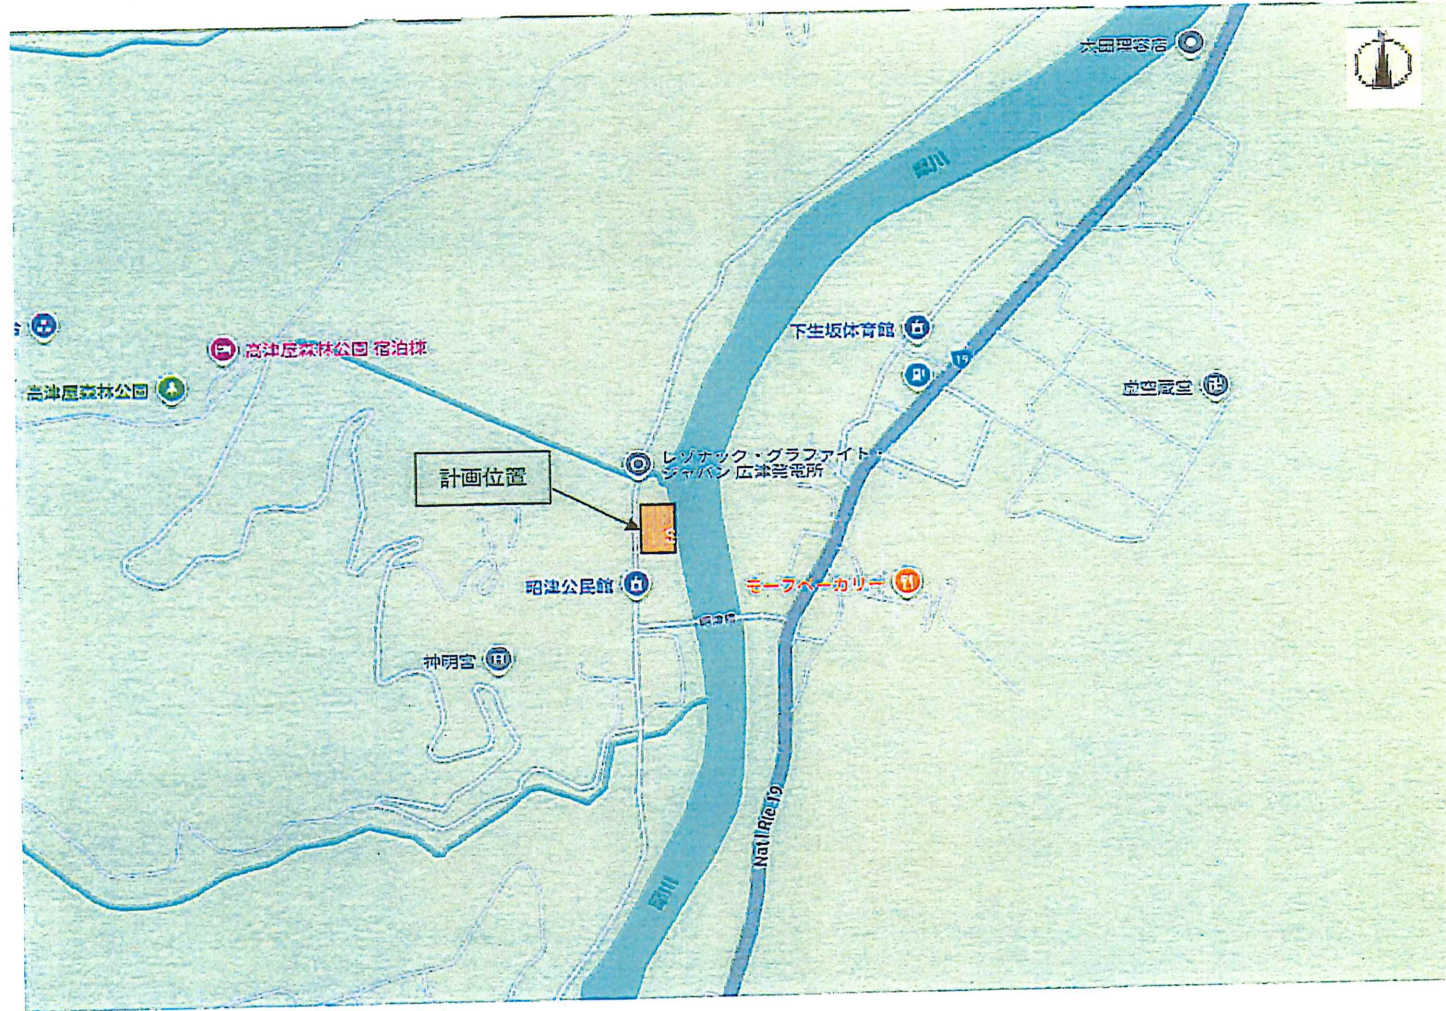 太田理容店
犀川
下生坂体育館
19
虚空蔵堂
高津屋森林公園 宿泊棟
高津屋森林公園
レゾナック・グラファイト・
ジャパン 広津発電所
計画位置
昭津公民館
モーフベーカリー
昭津橋
神明宮
Nat'l Rte 19
犀川